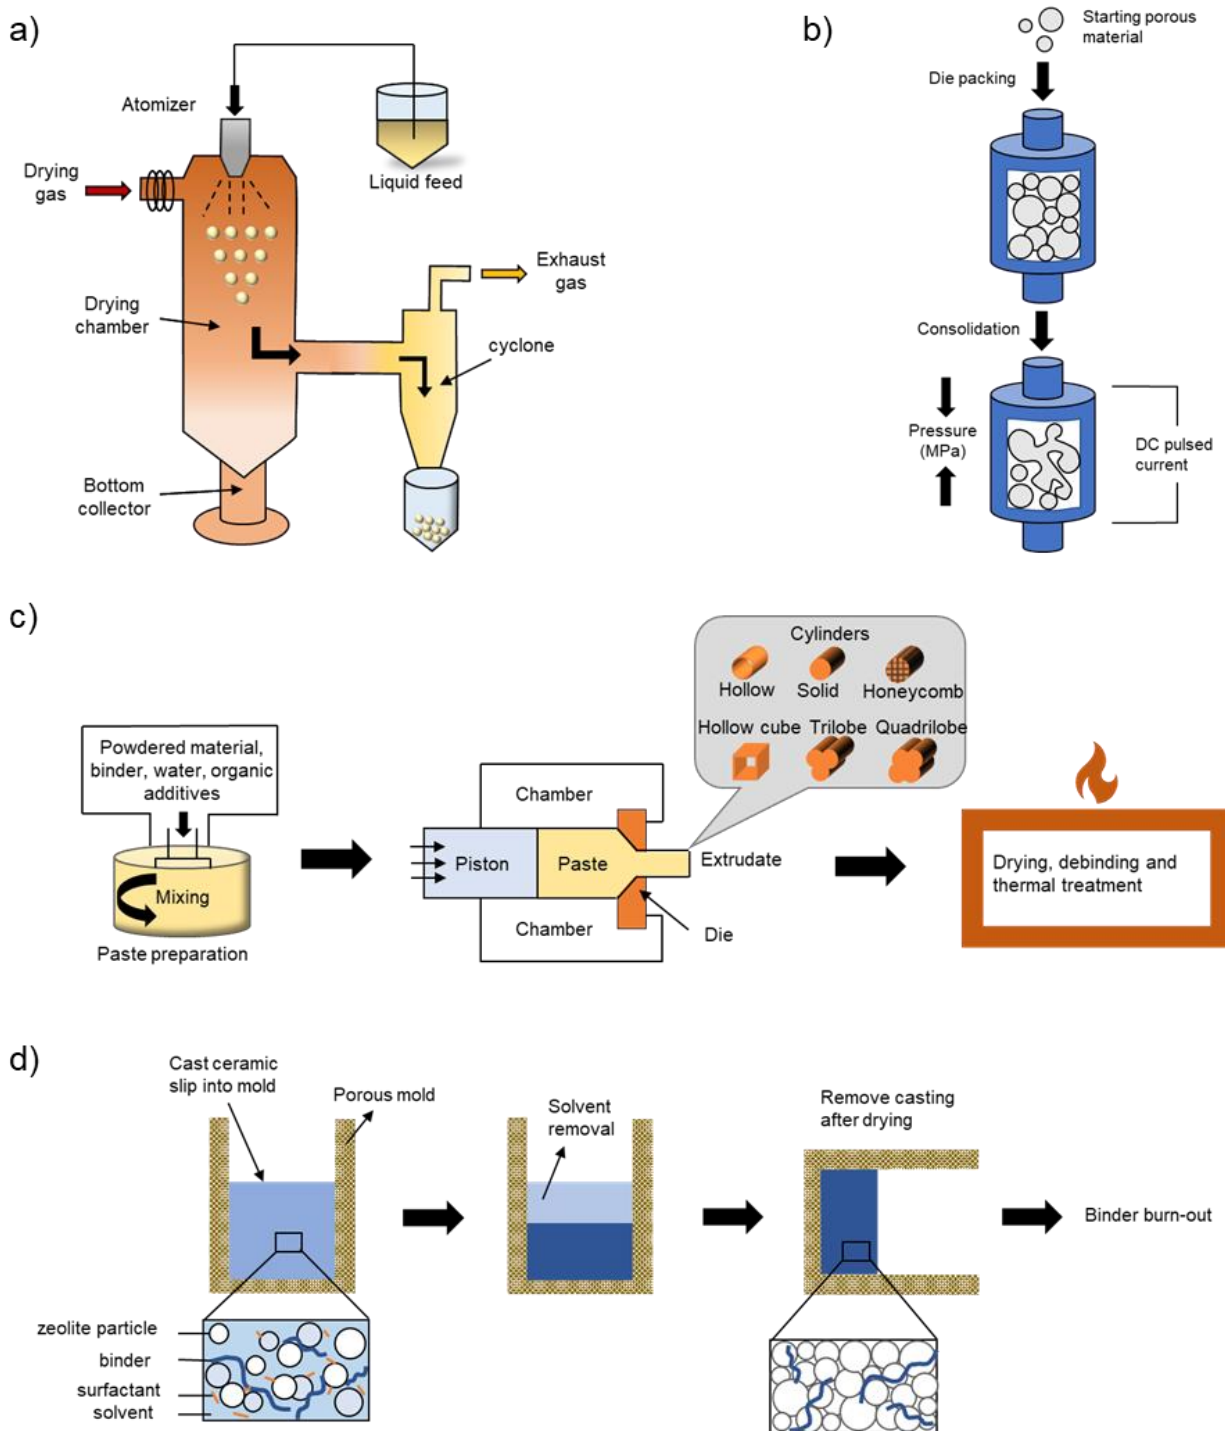 a)
Atomizer
Liquid feed
Drying
gas
Exhaust
gas
Drying
chamber
cyclone
Bottom
collector
b)
Starting porous
material
Die packing
Consolidation
Pressure
(MPa)
DC pulsed
current
c)
Powdered material,
binder, water, organic
additives
Mixing
Paste preparation
Chamber
Piston
Paste
Chamber
Extrudate
Die
Cylinders
Hollow
Solid
Honeycomb
Hollow cube
Trilobe
Quadrilobe
Drying, debinding and
thermal treatment
d)
Cast ceramic
slip into mold
Porous mold
Solvent
removal
Remove casting
after drying
Binder burn-out
zeolite particle
binder
surfactant
solvent